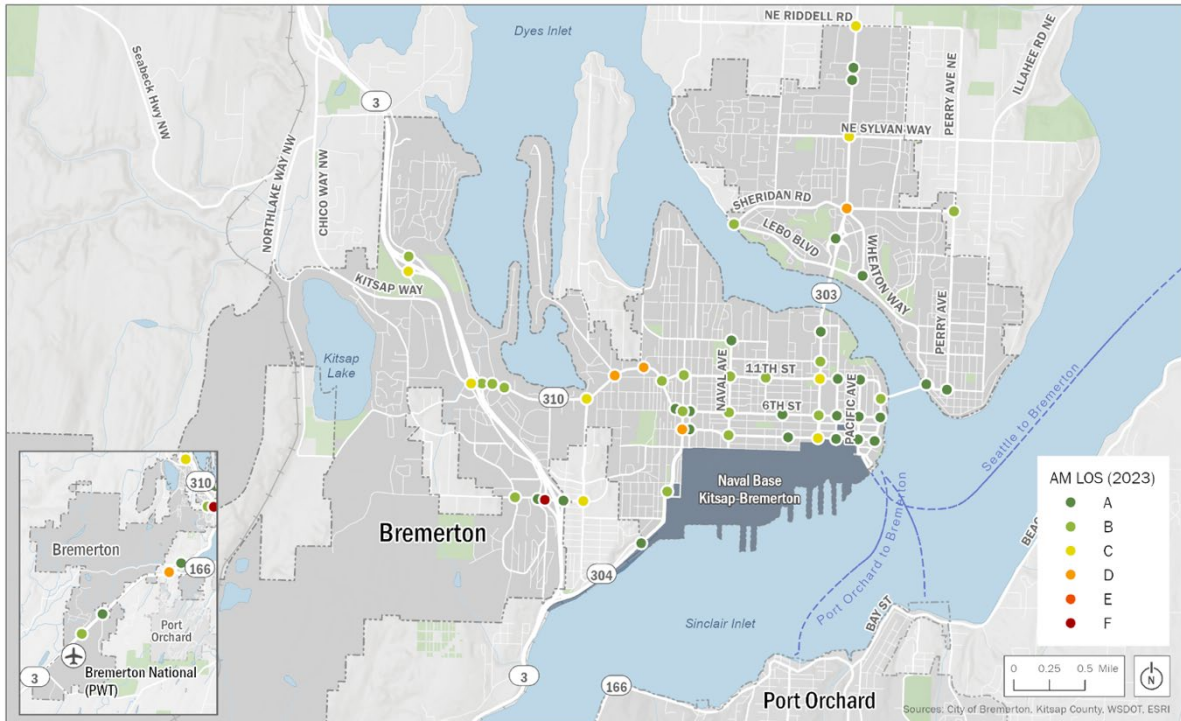 NE RIDDELL RD
Dyes Inlet
Seabeck Hwy NW
3
ILLAHEE RD NE
PERRY AVE NE
NE SYLVAN WAY
NORTHLAKE WAY NW
CHICO WAY NW
SHERIDAN RD
LEBO BLVD
WHEATON WAY
KITSAP WAY
303
Kitsap
Lake
PERRY AVE
NAVAL AVE
11TH ST
310
6TH ST
PACIFIC AVE
Seattle to Bremerton
Naval Base
Kitsap-Bremerton
Bremerton
Port Orchard to Bremerton
304
Sinclair Inlet
BAY ST
3
166
Port Orchard
310
Bremerton
166
Port
Orchard
3
Bremerton National
(PWT)
AM LOS (2023)
A
B
C
D
E
F
0 0.25 0.5 Mile
N
Sources: City of Bremerton, Kitsap County, WSDOT, ESRI